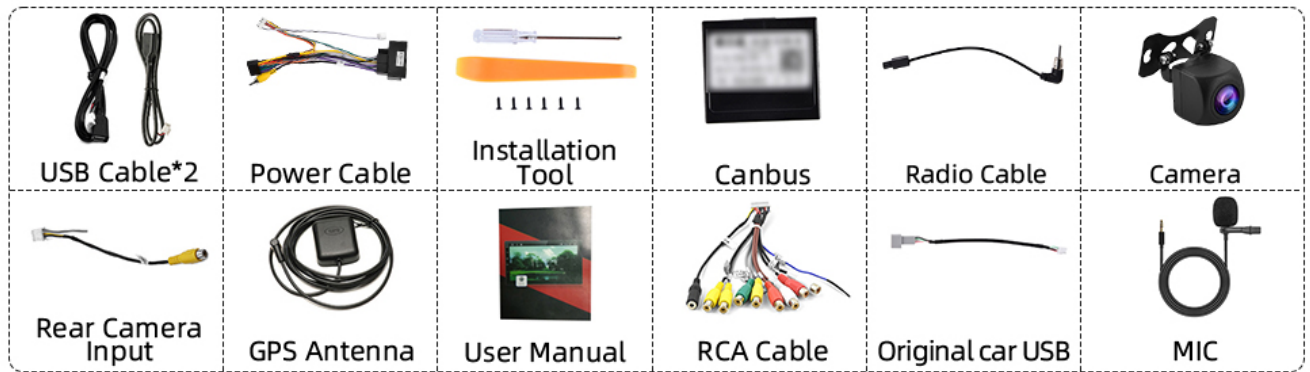 USB Cable*2
Power Cable
Installation
Tool
Canbus
Radio Cable
Camera
Rear Camera
Input
GPS Antenna
User Manual
RCA Cable
Original car USB
MIC